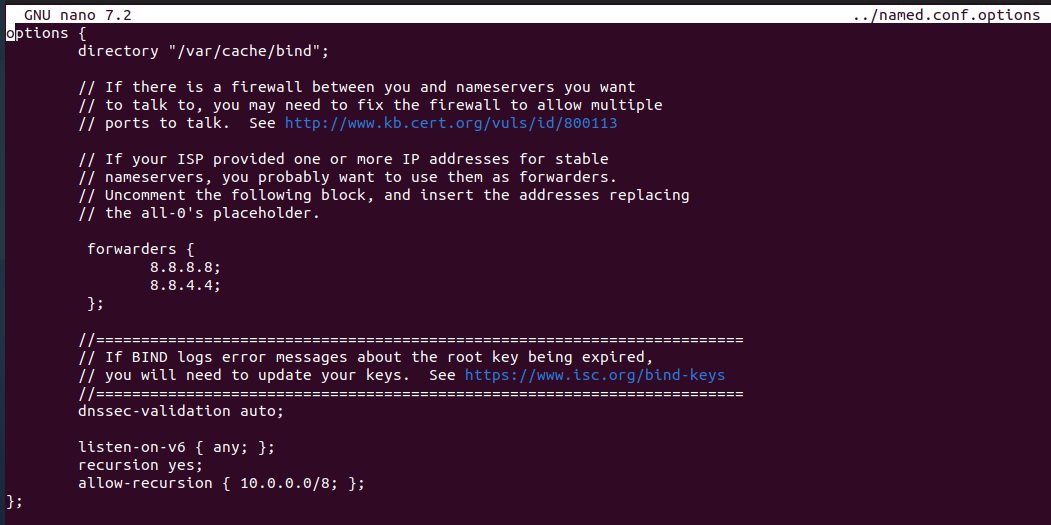 GNU nano 7.2 ../named.conf.options
options {
directory "/var/cache/bind";
// If there is a firewall between you and nameservers you want
// to talk to, you may need to fix the firewall to allow multiple
// ports to talk.  See http://www.kb.cert.org/vuls/id/800113
// If your ISP provided one or more IP addresses for stable
// nameservers, you probably want to use them as forwarders.
// Uncomment the following block, and insert the addresses replacing
// the all-0's placeholder.
forwarders {
8.8.8.8;
8.8.4.4;
};
//========================================================================
// If BIND logs error messages about the root key being expired,
// you will need to update your keys.  See https://www.isc.org/bind-keys
//========================================================================
dnssec-validation auto;
listen-on-v6 { any; };
recursion yes;
allow-recursion { 10.0.0.0/8; };
};